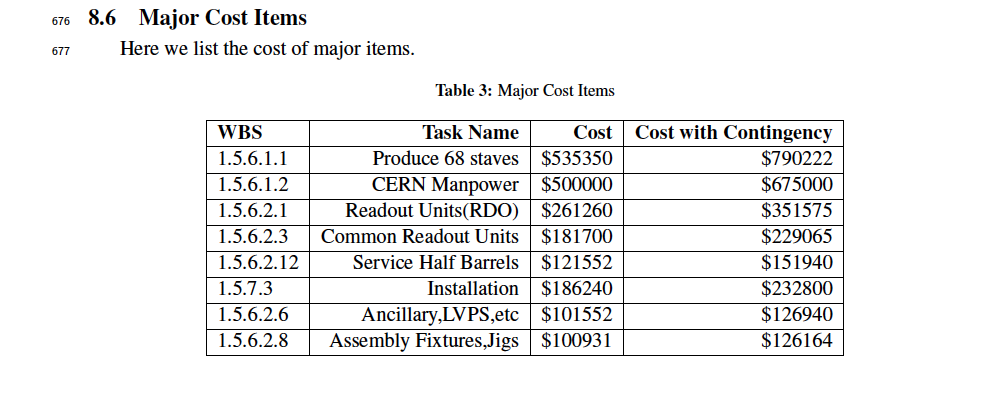 676 8.6 Major Cost Items
677 Here we list the cost of major items.
Table 3: Major Cost Items
WBS Task Name Cost Cost with Contingency
1.5.6.1.1 Produce 68 staves $535350 $790222
1.5.6.1.2 CERN Manpower $500000 $675000
1.5.6.2.1 Readout Units(RDO) $261260 $351575
1.5.6.2.3 Common Readout Units $181700 $229065
1.5.6.2.12 Service Half Barrels $121552 $151940
1.5.7.3 Installation $186240 $232800
1.5.6.2.6 Ancillary,LVPS,etc $101552 $126940
1.5.6.2.8 Assembly Fixtures,Jigs $100931 $126164